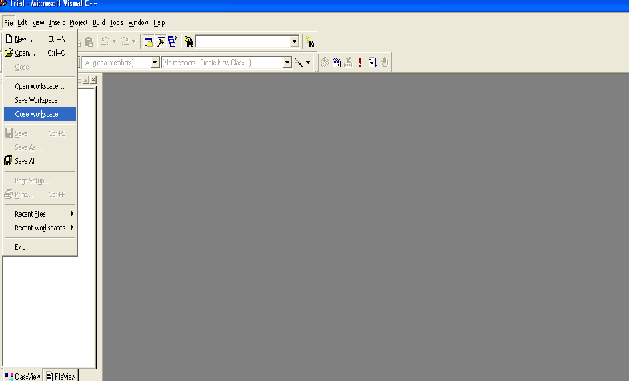 Trial - Microsoft Visual C++
File Edit View Insert Project Build Tools Window Help
New... Ctrl+N
Open... Ctrl+O
Close
Open Workspace...
Save Workspace
Close Workspace
Save Ctrl+S
Save As...
Save All
Page Setup...
Print... Ctrl+P
Recent Files
Recent Workspaces
Exit
(All global members)
(No members - Create New Class...)
ClassView FileView